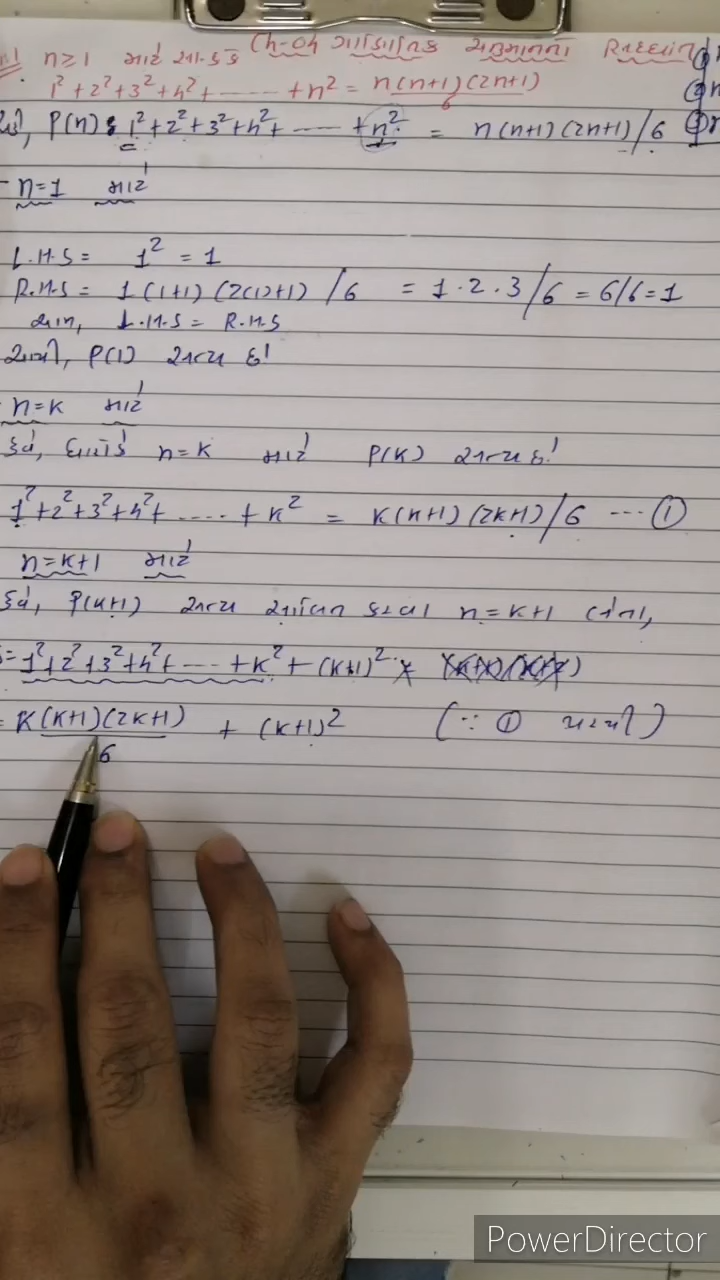 n≥1 માટે સા.ક.કે Ch-04 ગાણિતિક અનુમાનનો સિદ્ધાંત
1² + 2² + 3² + 4² + ------ + n² = n(n+1)(2n+1)/6
P(n) : 1² + 2² + 3² + 4² + ---- + n² = n(n+1)(2n+1)/6
- n=1 માટે
L.H.S = 1² = 1
R.H.S = 1(1+1)(2(1)+1)/6 = 1·2·3/6 = 6/6 = 1
આમ, L.H.S = R.H.S
આથી, P(1) સત્ય છે.
- n=k માટે
હવે, ધારોકે n=k માટે P(k) સત્ય છે.
1² + 2² + 3² + 4² + ..... + k² = k(k+1)(2k+1)/6 --- ①
n=k+1 માટે
હવે, P(k+1) સત્ય સાબિત કરવા n=k+1 લેતા,
= 1² + 2² + 3² + 4² + --- + k² + (k+1)²
= k(k+1)(2k+1)/6 + (k+1)² (∵ ① પરથી)
PowerDirector